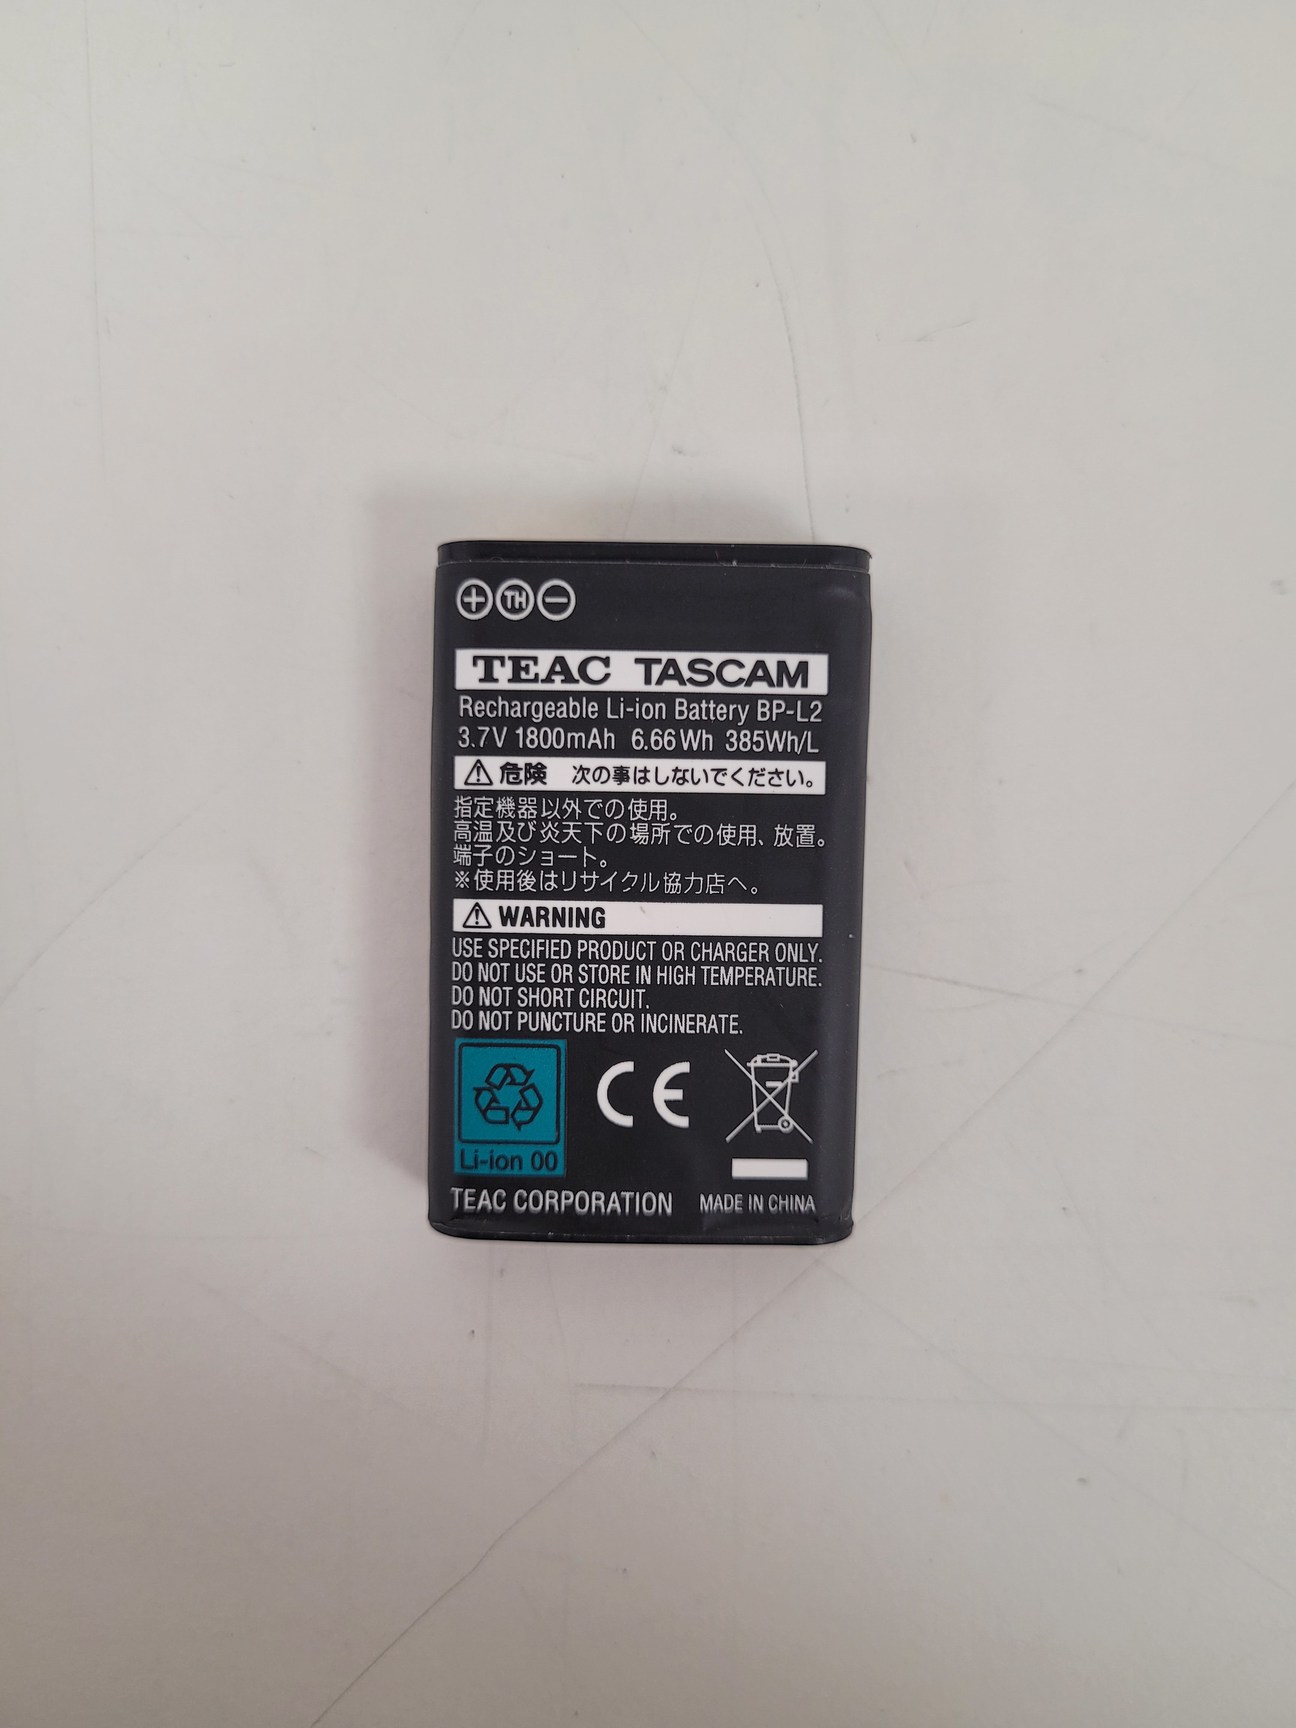 + TH −
TEAC TASCAM
Rechargeable Li-ion Battery BP-L2
3.7V 1800mAh 6.66Wh 385Wh/L
⚠ 危険 次の事はしないでください。
指定機器以外での使用。
高温及び炎天下の場所での使用、放置。
端子のショート。
※使用後はリサイクル協力店へ。
⚠ WARNING
USE SPECIFIED PRODUCT OR CHARGER ONLY.
DO NOT USE OR STORE IN HIGH TEMPERATURE.
DO NOT SHORT CIRCUIT.
DO NOT PUNCTURE OR INCINERATE.
CE
Li-ion 00
TEAC CORPORATION MADE IN CHINA